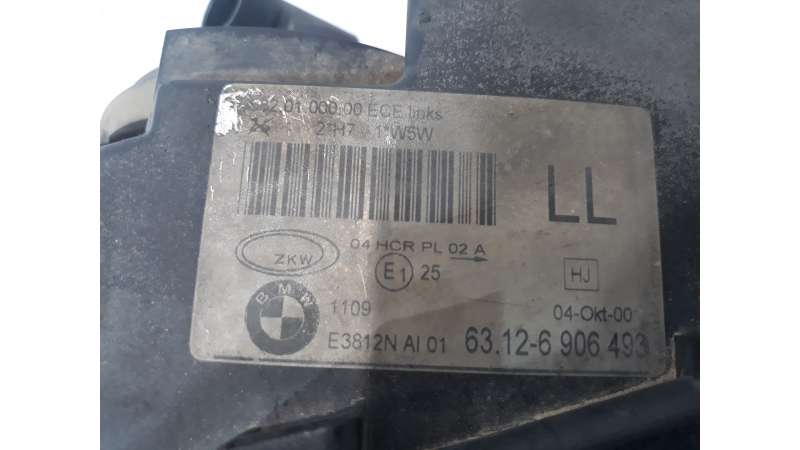 01 000.00 ECE links
2*H7 1*W5W
LL
ZKW
04 HCR PL 02 A
E1 25
HJ
BMW
1109
04-Okt-00
E3812N AI 01 63.12-6 906 493